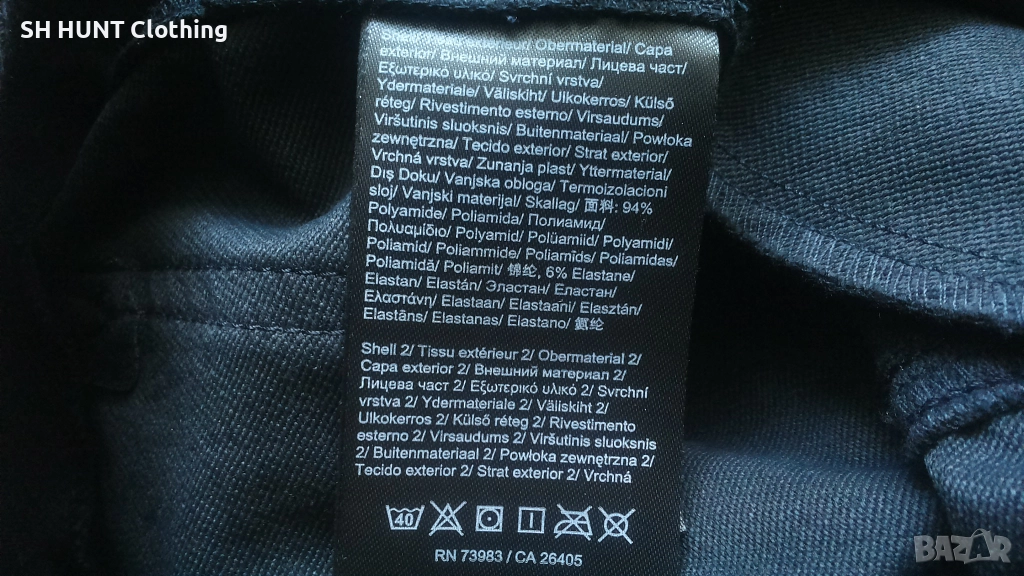 SH HUNT Clothing
Obermaterial/ Capa
exterior/ Внешний материал/ Лицева част/
Εξωτερικό υλικό/ Svrchní vrstva/
Ydermateriale/ Väliskiht/ Ulkokerros/ Külső
réteg/ Rivestimento esterno/ Virsaudums/
Viršutinis sluoksnis/ Buitenmateriaal/ Powłoka
zewnętrzna/ Tecido exterior/ Strat exterior/
Vrchná vrstva/ Zunanja plast/ Yttermaterial/
Dış Doku/ Vanjska obloga/ Termoizolacioni
sloj/ Vanjski materijal/ Skallag/ 面料: 94%
Polyamide/ Poliamida/ Полиамид/
Πολυαμίδιο/ Polyamid/ Polüamiid/ Polyamidi/
Poliamid/ Poliammide/ Poliamīds/ Poliamidas/
Poliamidă/ Poliamit/ 锦纶, 6% Elastane/
Elastan/ Elastán/ Эластан/ Еластан/
Ελαστάνη/ Elastaan/ Elastaani/ Elasztán/
Elastāns/ Elastanas/ Elastano/ 氨纶
Shell 2/ Tissu extérieur 2/ Obermaterial 2/
Capa exterior 2/ Внешний материал 2/
Лицева част 2/ Εξωτερικό υλικό 2/ Svrchní
vrstva 2/ Ydermateriale 2/ Väliskiht 2/
Ulkokerros 2/ Külső réteg 2/ Rivestimento
esterno 2/ Virsaudums 2/ Viršutinis sluoksnis
2/ Buitenmateriaal 2/ Powłoka zewnętrzna 2/
Tecido exterior 2/ Strat exterior 2/ Vrchná
40
RN 73983 / CA 26405
BAZAR